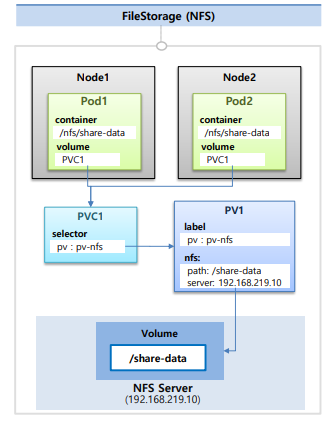 FileStorage (NFS)
Node1
Pod1
container
/nfs/share-data
volume
PVC1
Node2
Pod2
container
/nfs/share-data
volume
PVC1
PVC1
selector
pv : pv-nfs
PV1
label
pv : pv-nfs
nfs:
path: /share-data
server: 192.168.219.10
Volume
/share-data
NFS Server
(192.168.219.10)